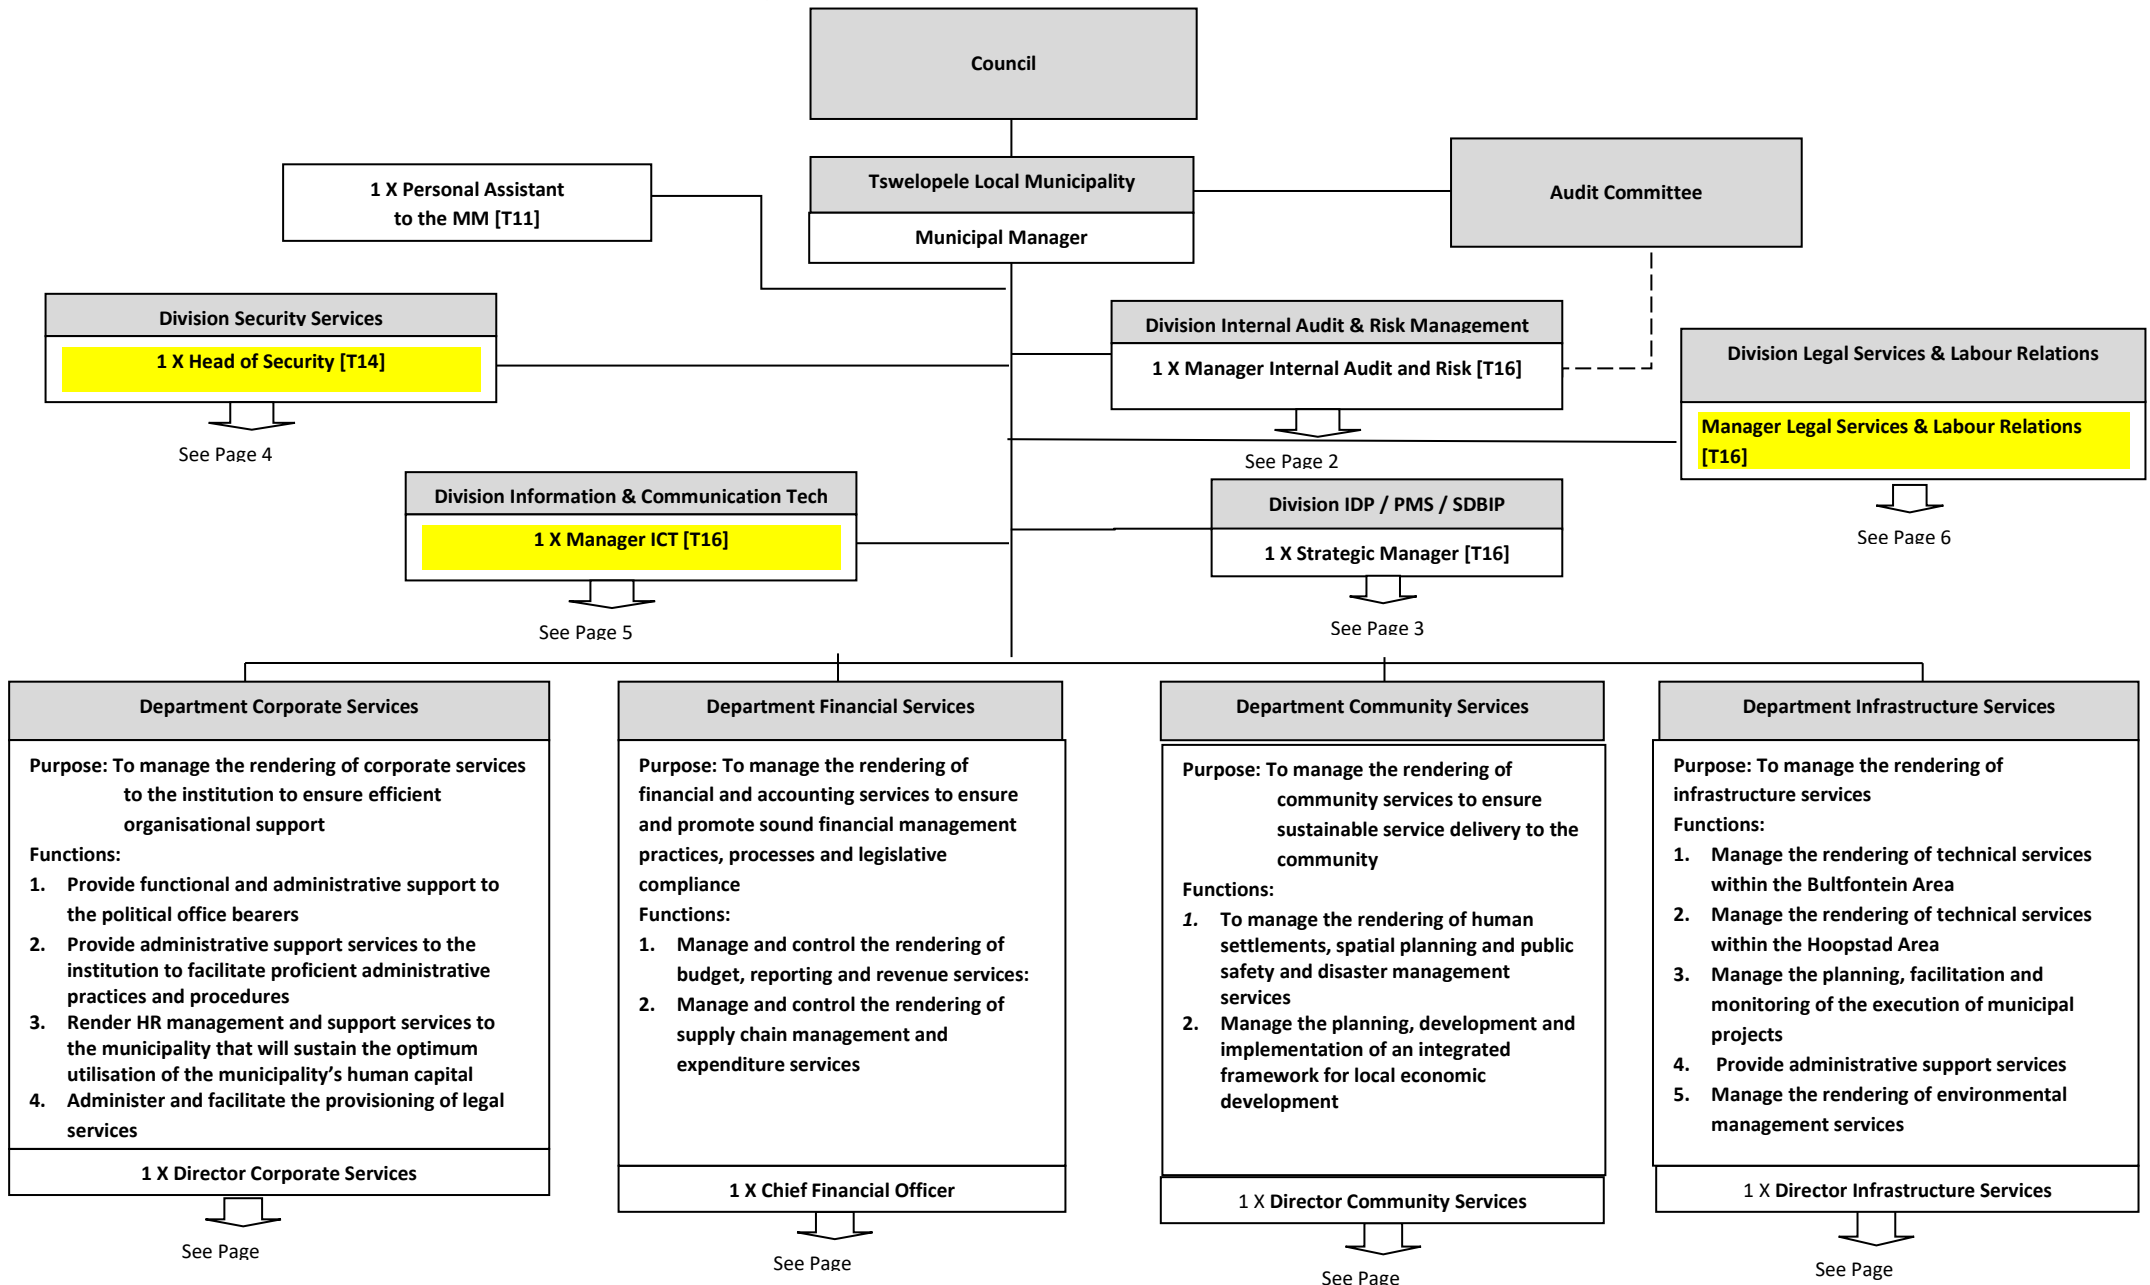 Council
Tswelopele Local Municipality
Municipal Manager
Audit Committee
1 X Personal Assistant
to the MM [T11]
Division Security Services
1 X Head of Security [T14]
See Page 4
Division Internal Audit & Risk Management
1 X Manager Internal Audit and Risk [T16]
See Page 2
Division Legal Services & Labour Relations
Manager Legal Services & Labour Relations
[T16]
See Page 6
Division Information & Communication Tech
1 X Manager ICT [T16]
See Page 5
Division IDP / PMS / SDBIP
1 X Strategic Manager [T16]
See Page 3
Department Corporate Services
Purpose: To manage the rendering of corporate services
to the institution to ensure efficient
organisational support
Functions:
1. Provide functional and administrative support to
the political office bearers
2. Provide administrative support services to the
institution to facilitate proficient administrative
practices and procedures
3. Render HR management and support services to
the municipality that will sustain the optimum
utilisation of the municipality’s human capital
4. Administer and facilitate the provisioning of legal
services
1 X Director Corporate Services
See Page
Department Financial Services
Purpose: To manage the rendering of
financial and accounting services to ensure
and promote sound financial management
practices, processes and legislative
compliance
Functions:
1. Manage and control the rendering of
budget, reporting and revenue services:
2. Manage and control the rendering of
supply chain management and
expenditure services
1 X Chief Financial Officer
See Page
Department Community Services
Purpose: To manage the rendering of
community services to ensure
sustainable service delivery to the
community
Functions:
1. To manage the rendering of human
settlements, spatial planning and public
safety and disaster management
services
2. Manage the planning, development and
implementation of an integrated
framework for local economic
development
1 X Director Community Services
See Page
Department Infrastructure Services
Purpose: To manage the rendering of
infrastructure services
Functions:
1. Manage the rendering of technical services
within the Bultfontein Area
2. Manage the rendering of technical services
within the Hoopstad Area
3. Manage the planning, facilitation and
monitoring of the execution of municipal
projects
4. Provide administrative support services
5. Manage the rendering of environmental
management services
1 X Director Infrastructure Services
See Page